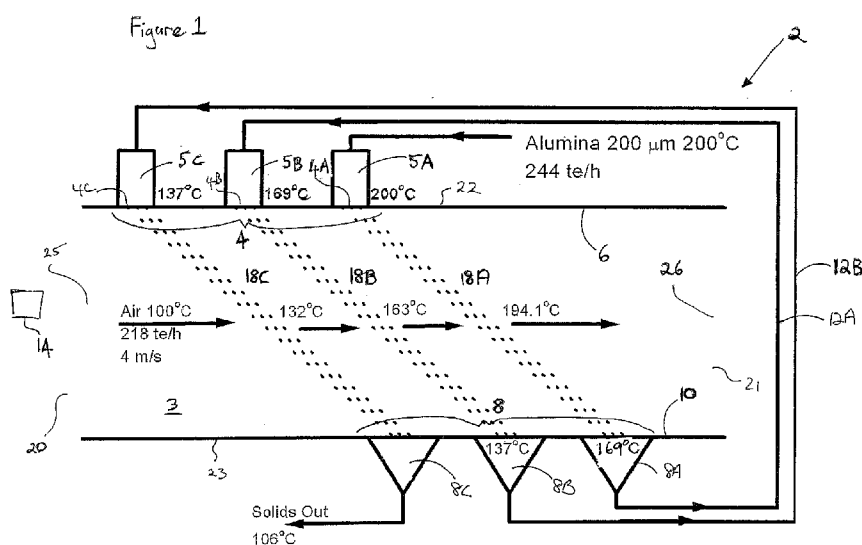 Figure 1
2
Alumina 200 µm 200°C
244 te/h
5C
5B
5A
4C
137°C
4B
169°C
4A
200°C
22
4
6
25
18C
18B
18A
26
12B
12A
14
Air 100°C
218 te/h
4 m/s
132°C
163°C
194.1°C
21
20
3
8
10
23
137°C
169°C
8C
8B
8A
Solids Out
106°C